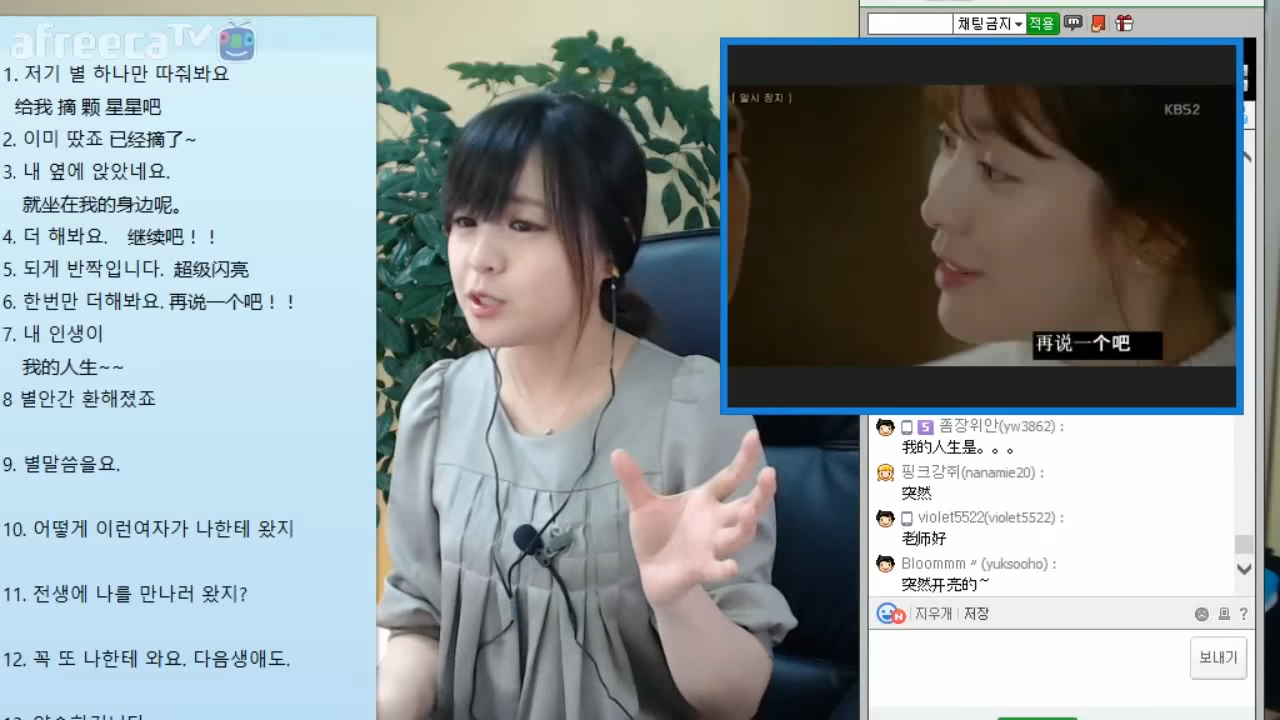 afreecaTV
1. 저기 별 하나만 따줘봐요
给我 摘 颗 星星吧
2. 이미 땄죠 已经摘了~
3. 내 옆에 앉았네요.
就坐在我的身边呢。
4. 더 해봐요. 继续吧！！
5. 되게 반짝입니다. 超级闪亮
6. 한번만 더해봐요. 再说一个吧！！
7. 내 인생이
我的人生~~
8 별안간 환해졌죠
9. 별말씀을요.
10. 어떻게 이런여자가 나한테 왔지
11. 전생에 나를 만나러 왔지?
12. 꼭 또 나한테 와요. 다음생애도.
채팅금지 적용
[ 일시 정지 ]
KBS2
再说一个吧
5 좀장위안(yw3862) :
我的人生是。。。
핑크강쥐(nanamie20) :
突然
violet5522(violet5522) :
老师好
Bloommm〃(yuksooho) :
突然开亮的~
N 지우개 저장 ?
보내기